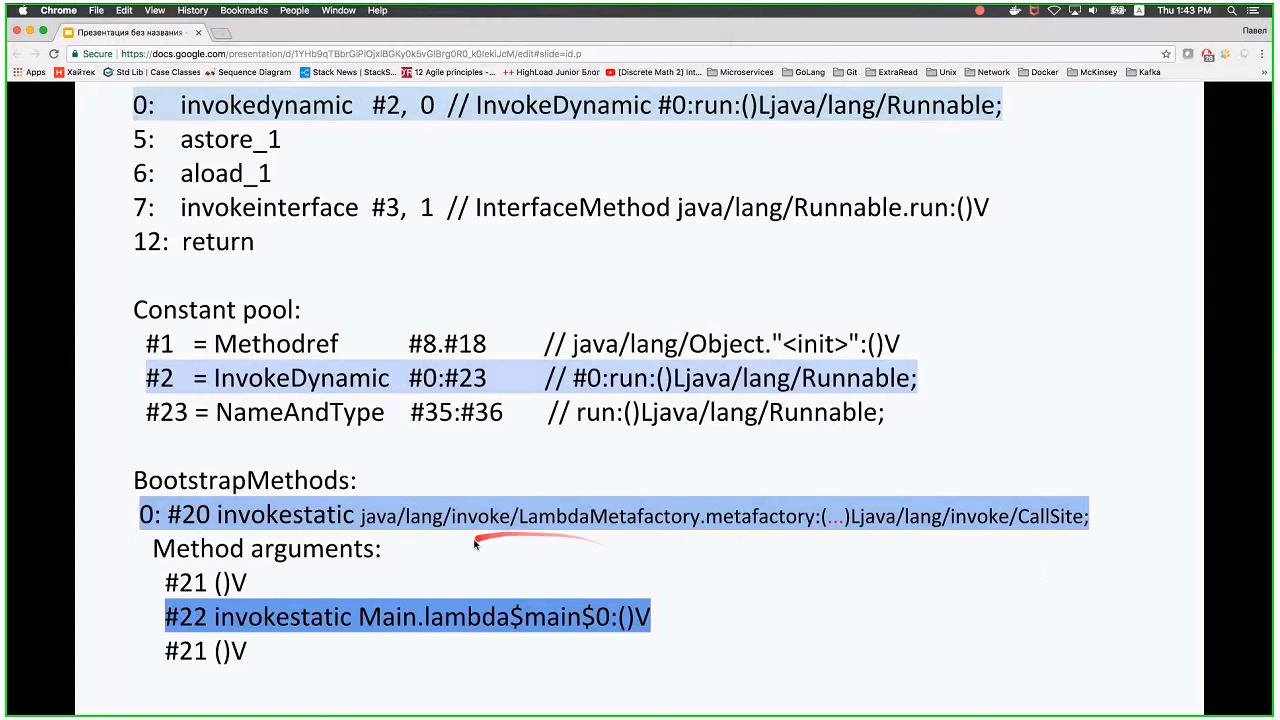 Chrome File Edit View History Bookmarks People Window Help Thu 1:43 PM
Презентация без названия - Павел
Secure https://docs.google.com/presentation/d/
Apps Хайтек Std Lib | Case Classes Sequence Diagram Stack News | StackS... 12 Agile principles -... ++ HighLoad Junior Блог [Discrete Math 2] Int... Microservices GoLang Git ExtraRead Unix Network Docker McKinsey Kafka
0: invokedynamic #2, 0 // InvokeDynamic #0:run:()Ljava/lang/Runnable;
5: astore_1
6: aload_1
7: invokeinterface #3, 1 // InterfaceMethod java/lang/Runnable.run:()V
12: return
Constant pool:
#1 = Methodref #8.#18 // java/lang/Object."<init>":()V
#2 = InvokeDynamic #0:#23 // #0:run:()Ljava/lang/Runnable;
#23 = NameAndType #35:#36 // run:()Ljava/lang/Runnable;
BootstrapMethods:
0: #20 invokestatic java/lang/invoke/LambdaMetafactory.metafactory:(...)Ljava/lang/invoke/CallSite;
Method arguments:
#21 ()V
#22 invokestatic Main.lambda$main$0:()V
#21 ()V